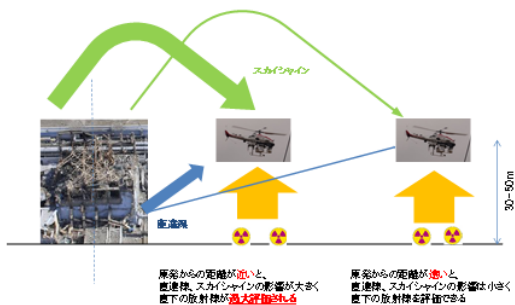 スカイシャイン
直達線
30-50m
原発からの距離が近いと、
直達線、スカイシャインの影響が大きく
直下の放射線が過大評価される
原発からの距離が遠いと、
直達線、スカイシャインの影響は小さく
直下の放射線を評価できる